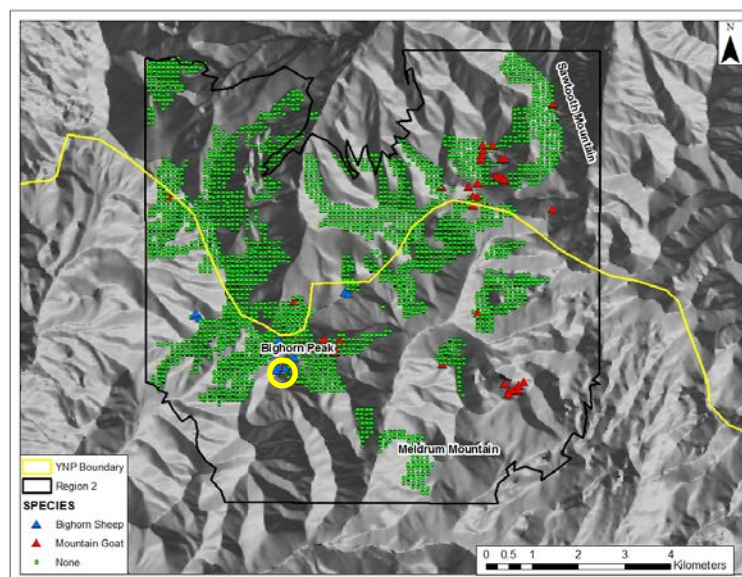 N
Sawtooth Mountain
Bighorn Peak
Meldrum Mountain
YNP Boundary
Region 2
SPECIES
Bighorn Sheep
Mountain Goat
None
0 0.5 1 2 3 4
Kilometers